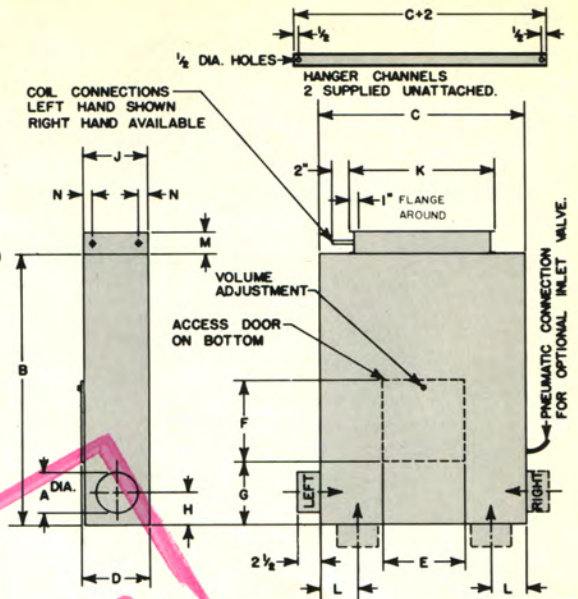 C+2
1/2
1/2
1/2 DIA. HOLES
HANGER CHANNELS
2 SUPPLIED UNATTACHED.
COIL CONNECTIONS
LEFT HAND SHOWN
RIGHT HAND AVAILABLE
C
J
K
2"
N
N
1" FLANGE
AROUND
M
PNEUMATIC CONNECTION
FOR OPTIONAL INLET VALVE.
VOLUME
ADJUSTMENT
ACCESS DOOR
ON BOTTOM
B
F
A DIA.
H
G
LEFT
RIGHT
D
2 1/2
L
E
L